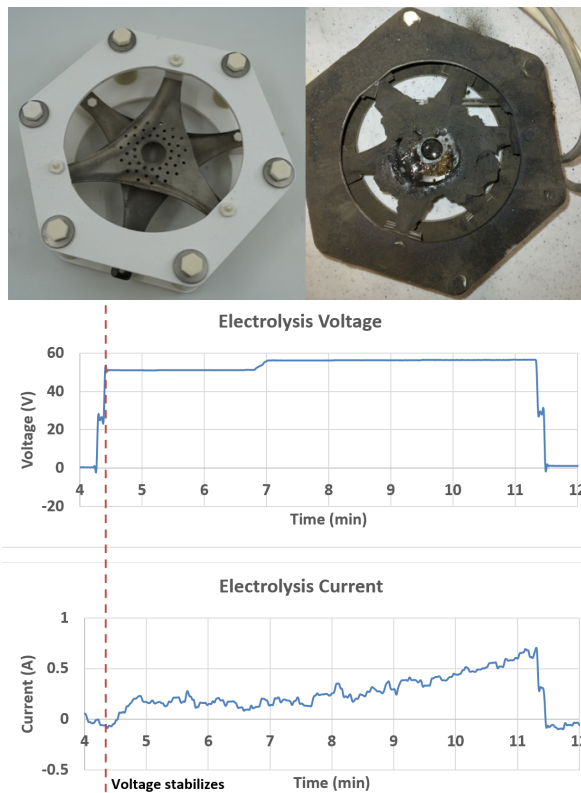 Electrolysis Voltage
60
40
20
0
-20
Voltage (V)
4 5 6 7 8 9 10 11 12
Time (min)
Electrolysis Current
1
0.5
0
-0.5
Current (A)
4 5 6 7 8 9 10 11
Voltage stabilizes
Time (min)